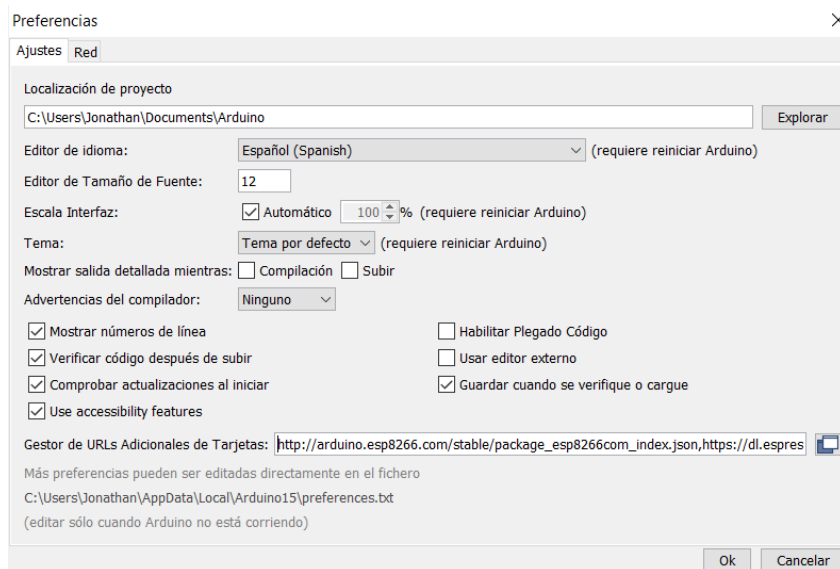 Preferencias
Ajustes Red
Localización de proyecto
C:\Users\Jonathan\Documents\Arduino Explorar
Editor de idioma: Español (Spanish) (requiere reiniciar Arduino)
Editor de Tamaño de Fuente: 12
Escala Interfaz: Automático 100 % (requiere reiniciar Arduino)
Tema: Tema por defecto (requiere reiniciar Arduino)
Mostrar salida detallada mientras: Compilación Subir
Advertencias del compilador: Ninguno
Mostrar números de línea Habilitar Plegado Código
Verificar código después de subir Usar editor externo
Comprobar actualizaciones al iniciar Guardar cuando se verifique o cargue
Use accessibility features
Gestor de URLs Adicionales de Tarjetas: http://arduino.esp8266.com/stable/package_esp8266com_index.json,https://dl.espres
Más preferencias pueden ser editadas directamente en el fichero
C:\Users\Jonathan\AppData\Local\Arduino15\preferences.txt
(editar sólo cuando Arduino no está corriendo)
Ok Cancelar